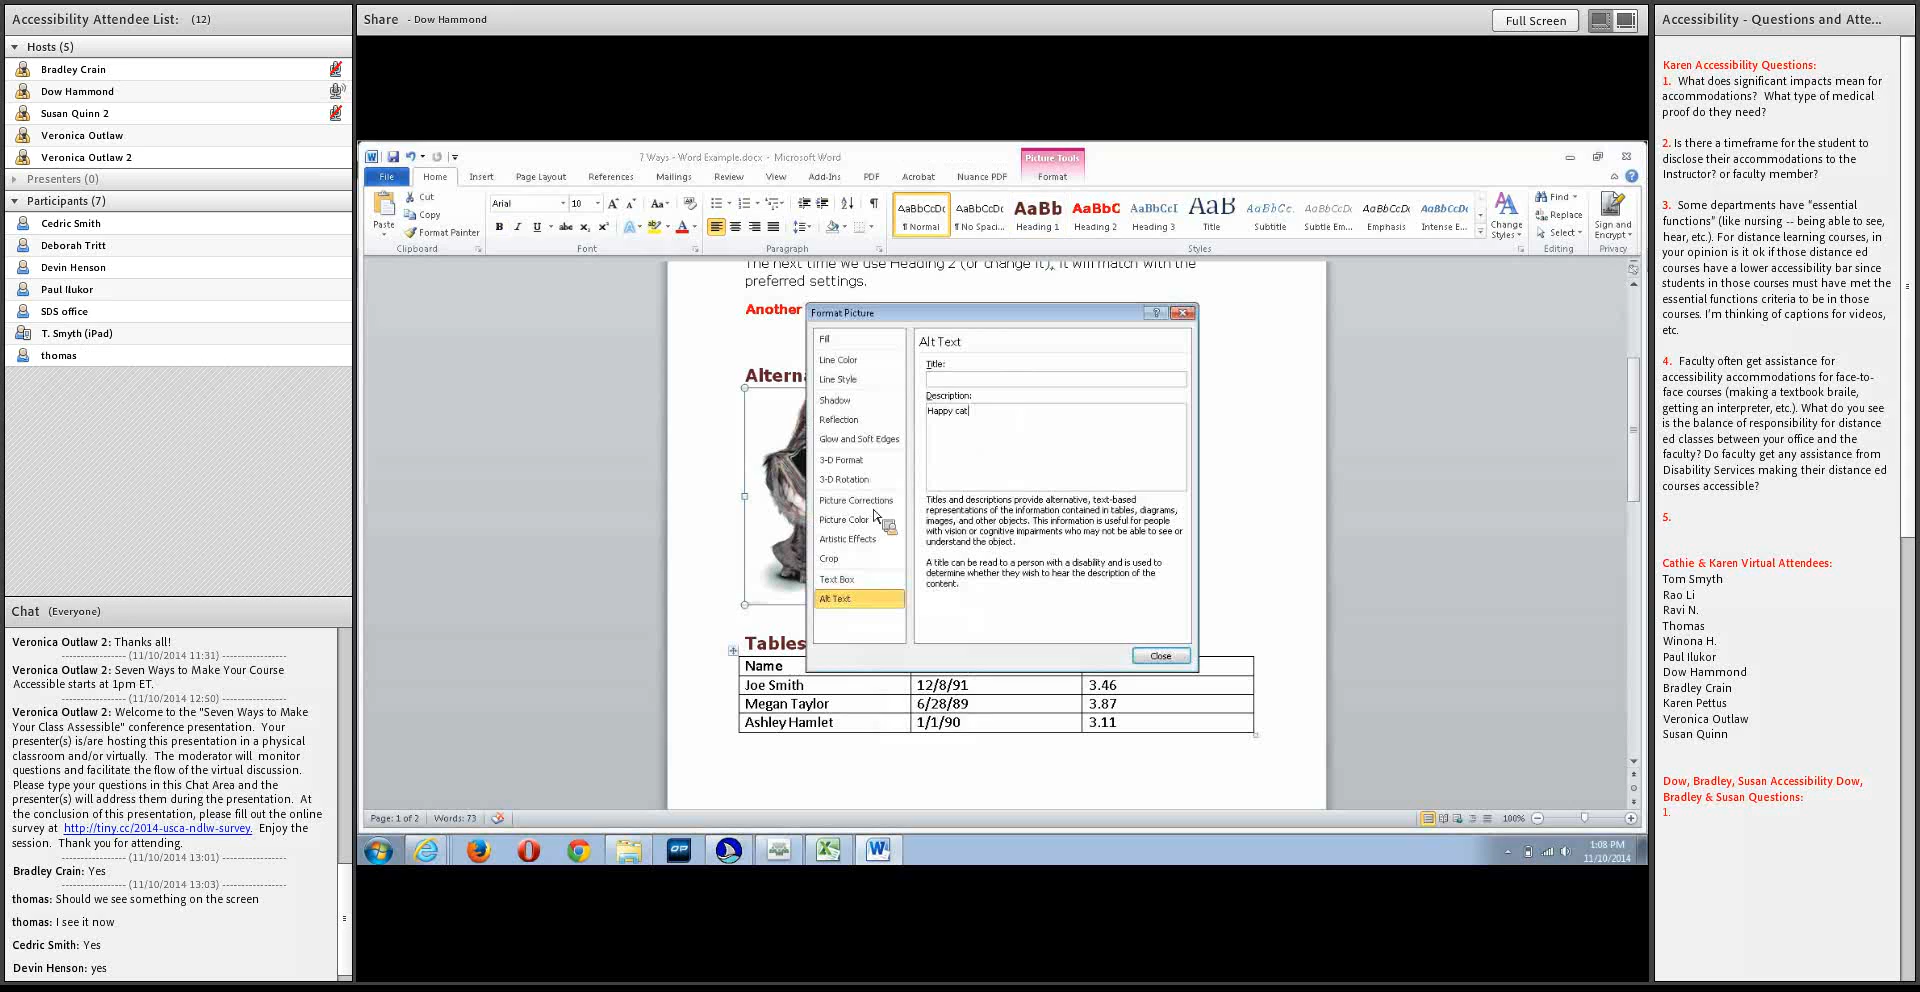 Accessibility Attendee List: (12)
Hosts (5)
Bradley Crain
Dow Hammond
Susan Quinn 2
Veronica Outlaw
Veronica Outlaw 2
Presenters (0)
Participants (7)
Cedric Smith
Deborah Tritt
Devin Henson
Paul Ilukor
SDS office
T. Smyth (iPad)
thomas
Chat (Everyone)
Veronica Outlaw 2: Thanks all!
---------------- (11/10/2014 11:31) ----------------
Veronica Outlaw 2: Seven Ways to Make Your Course
Accessible starts at 1pm ET.
---------------- (11/10/2014 12:50) ----------------
Veronica Outlaw 2: Welcome to the "Seven Ways to Make
Your Class Assessible" conference presentation. Your
presenter(s) is/are hosting this presentation in a physical
classroom and/or virtually. The moderator will monitor
questions and facilitate the flow of the virtual discussion.
Please type your questions in this Chat Area and the
presenter(s) will address them during the presentation. At
the conclusion of this presentation, please fill out the online
survey at http://tiny.cc/2014-usca-ndlw-survey. Enjoy the
session. Thank you for attending.
---------------- (11/10/2014 13:01) ----------------
Bradley Crain: Yes
---------------- (11/10/2014 13:03) ----------------
thomas: Should we see something on the screen
thomas: I see it now
Cedric Smith: Yes
Devin Henson: yes
Share - Dow Hammond
Full Screen
7 Ways - Word Example.docx - Microsoft Word
Picture Tools
File Home Insert Page Layout References Mailings Review View Add-Ins PDF Acrobat Nuance PDF Format
Paste
Cut
Copy
Format Painter
Clipboard
Arial 10
Font
Paragraph
AaBbCcDc AaBbCcDc AaBb AaBbC AaBbCcI AaB AaBbCc. AaBbCcDc AaBbCcDc AaBbCcDc
¶ Normal ¶ No Spaci... Heading 1 Heading 2 Heading 3 Title Subtitle Subtle Em... Emphasis Intense E...
Styles
Change
Styles
Find
Replace
Select
Editing
Sign and
Encrypt
Privacy
The next time we use Heading 2 (or change it), it will match with the
preferred settings.
Another
Alterna
Format Picture
Fill
Line Color
Line Style
Shadow
Reflection
Glow and Soft Edges
3-D Format
3-D Rotation
Picture Corrections
Picture Color
Artistic Effects
Crop
Text Box
Alt Text
Alt Text
Title:
Description:
Happy cat
Titles and descriptions provide alternative, text-based
representations of the information contained in tables, diagrams,
images, and other objects. This information is useful for people
with vision or cognitive impairments who may not be able to see or
understand the object.
A title can be read to a person with a disability and is used to
determine whether they wish to hear the description of the
content.
Close
Tables
Name
Joe Smith 12/8/91 3.46
Megan Taylor 6/28/89 3.87
Ashley Hamlet 1/1/90 3.11
Page: 1 of 2 Words: 73
100%
1:08 PM
11/10/2014
Accessibility - Questions and Atte...
Karen Accessibility Questions:
1. What does significant impacts mean for
accommodations? What type of medical
proof do they need?
2. Is there a timeframe for the student to
disclose their accommodations to the
Instructor? or faculty member?
3. Some departments have "essential
functions" (like nursing -- being able to see,
hear, etc.). For distance learning courses, in
your opinion is it ok if those distance ed
courses have a lower accessibility bar since
students in those courses must have met the
essential functions criteria to be in those
courses. I'm thinking of captions for videos,
etc.
4. Faculty often get assistance for
accessibility accommodations for face-to-
face courses (making a textbook braile,
getting an interpreter, etc.). What do you see
is the balance of responsibility for distance
ed classes between your office and the
faculty? Do faculty get any assistance from
Disability Services making their distance ed
courses accessible?
5.
Cathie & Karen Virtual Attendees:
Tom Smyth
Rao Li
Ravi N.
Thomas
Winona H.
Paul Ilukor
Dow Hammond
Bradley Crain
Karen Pettus
Veronica Outlaw
Susan Quinn
Dow, Bradley, Susan Accessibility Dow,
Bradley & Susan Questions:
1.